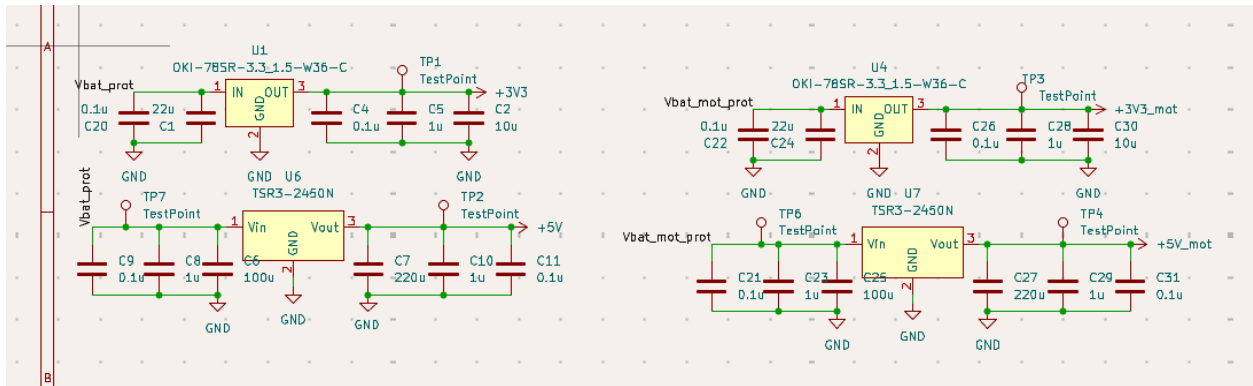 A
U1
OKI-78SR-3.3_1.5-W36-C
TP1
TestPoint
Vbat_prot
1
IN
OUT
3
GND
2
+3V3
0.1u
C20
22u
C1
C4
0.1u
C5
1u
C2
10u
GND
GND
GND
U4
OKI-78SR-3.3_1.5-W36-C
TP3
TestPoint
Vbat_mot_prot
1
IN
OUT
3
GND
2
+3V3_mot
0.1u
C22
22u
C24
C26
0.1u
C28
1u
C30
10u
GND
GND
GND
Vbat_prot
TP7
TestPoint
U6
TSR3-2450N
1
Vin
Vout
3
GND
2
TP2
TestPoint
+5V
C9
0.1u
C8
1u
C6
100u
C7
220u
C10
1u
C11
0.1u
GND
GND
GND
Vbat_mot_prot
TP6
TestPoint
U7
TSR3-2450N
1
Vin
Vout
3
GND
2
TP4
TestPoint
+5V_mot
C21
0.1u
C23
1u
C25
100u
C27
220u
C29
1u
C31
0.1u
GND
GND
GND
B